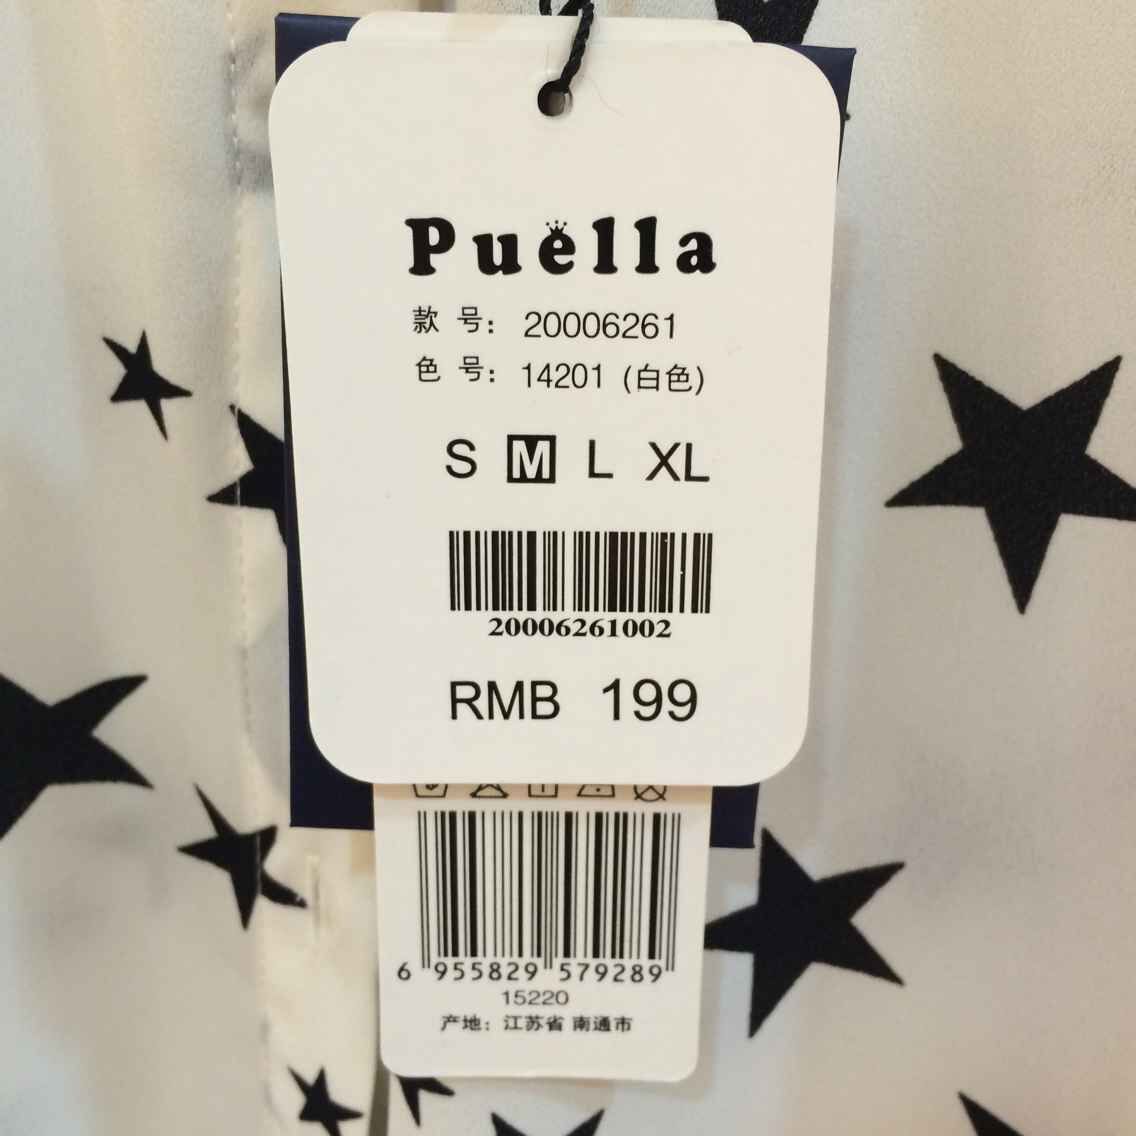 Puella
款 号: 20006261
色 号: 14201 (白色)
S M L XL
20006261002
RMB 199
6 955829 579289
15220
产地: 江苏省 南通市